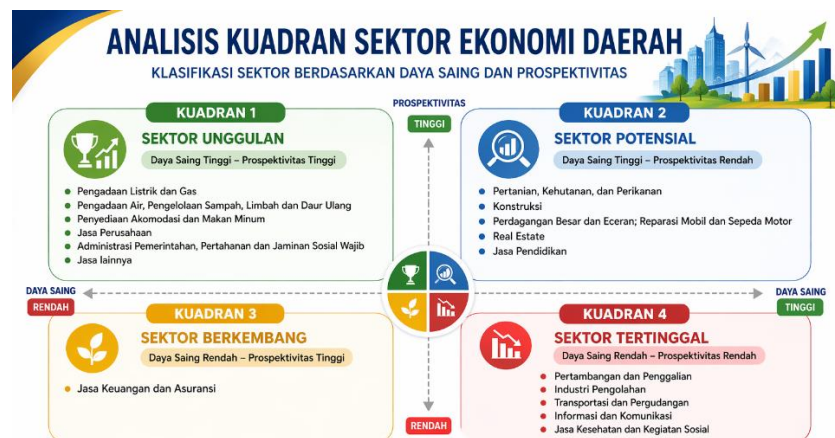 ANALISIS KUADRAN SEKTOR EKONOMI DAERAH
KLASIFIKASI SEKTOR BERDASARKAN DAYA SAING DAN PROSPEKTIVITAS
PROSPEKTIVITAS
TINGGI
KUADRAN 1
SEKTOR UNGGULAN
Daya Saing Tinggi – Prospektivitas Tinggi
• Pengadaan Listrik dan Gas
• Pengadaan Air, Pengelolaan Sampah, Limbah dan Daur Ulang
• Penyediaan Akomodasi dan Makan Minum
• Jasa Perusahaan
• Administrasi Pemerintahan, Pertahanan dan Jaminan Sosial Wajib
• Jasa lainnya
KUADRAN 2
SEKTOR POTENSIAL
Daya Saing Tinggi – Prospektivitas Rendah
• Pertanian, Kehutanan, dan Perikanan
• Konstruksi
• Perdagangan Besar dan Eceran; Reparasi Mobil dan Sepeda Motor
• Real Estate
• Jasa Pendidikan
DAYA SAING
RENDAH
DAYA SAING
TINGGI
KUADRAN 3
SEKTOR BERKEMBANG
Daya Saing Rendah – Prospektivitas Tinggi
• Jasa Keuangan dan Asuransi
KUADRAN 4
SEKTOR TERTINGGAL
Daya Saing Rendah – Prospektivitas Rendah
• Pertambangan dan Penggalian
• Industri Pengolahan
• Transportasi dan Pergudangan
• Informasi dan Komunikasi
• Jasa Kesehatan dan Kegiatan Sosial
RENDAH